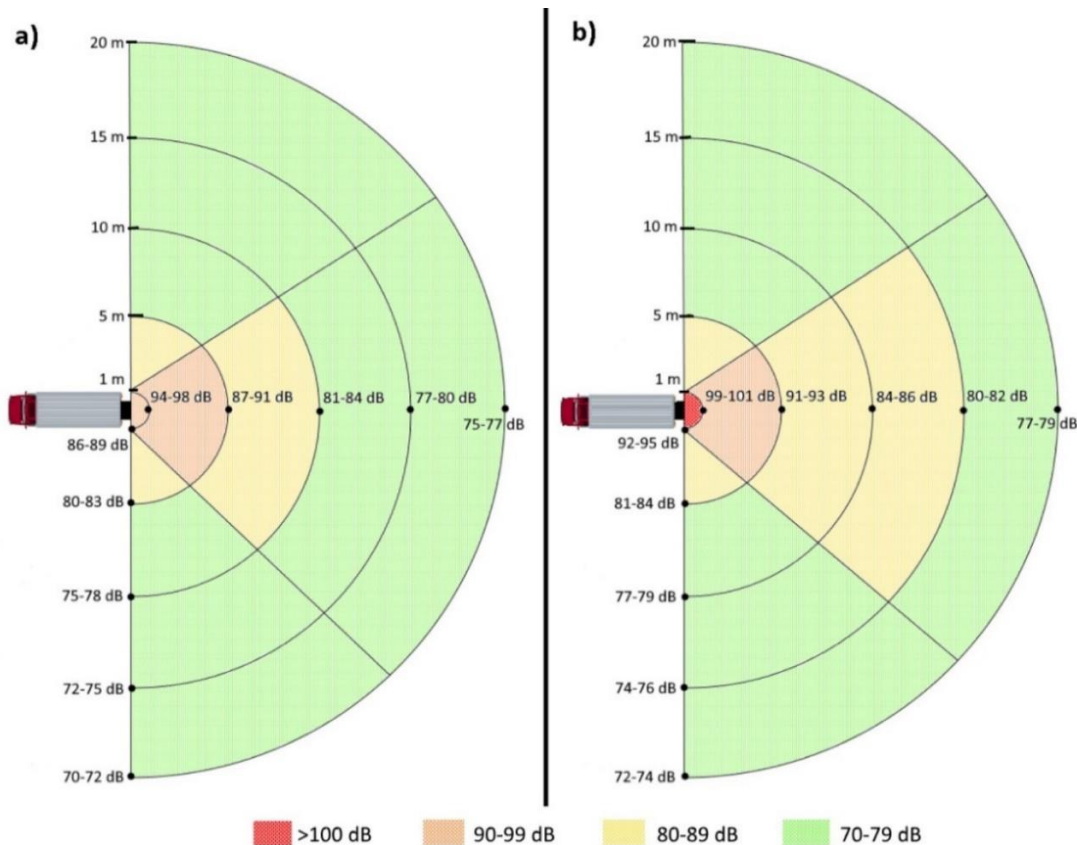 a)
20 m
15 m
10 m
5 m
1 m
94-98 dB
87-91 dB
81-84 dB
77-80 dB
75-77 dB
86-89 dB
80-83 dB
75-78 dB
72-75 dB
70-72 dB
b)
20 m
15 m
10 m
5 m
1 m
99-101 dB
91-93 dB
84-86 dB
80-82 dB
77-79 dB
92-95 dB
81-84 dB
77-79 dB
74-76 dB
72-74 dB
>100 dB
90-99 dB
80-89 dB
70-79 dB